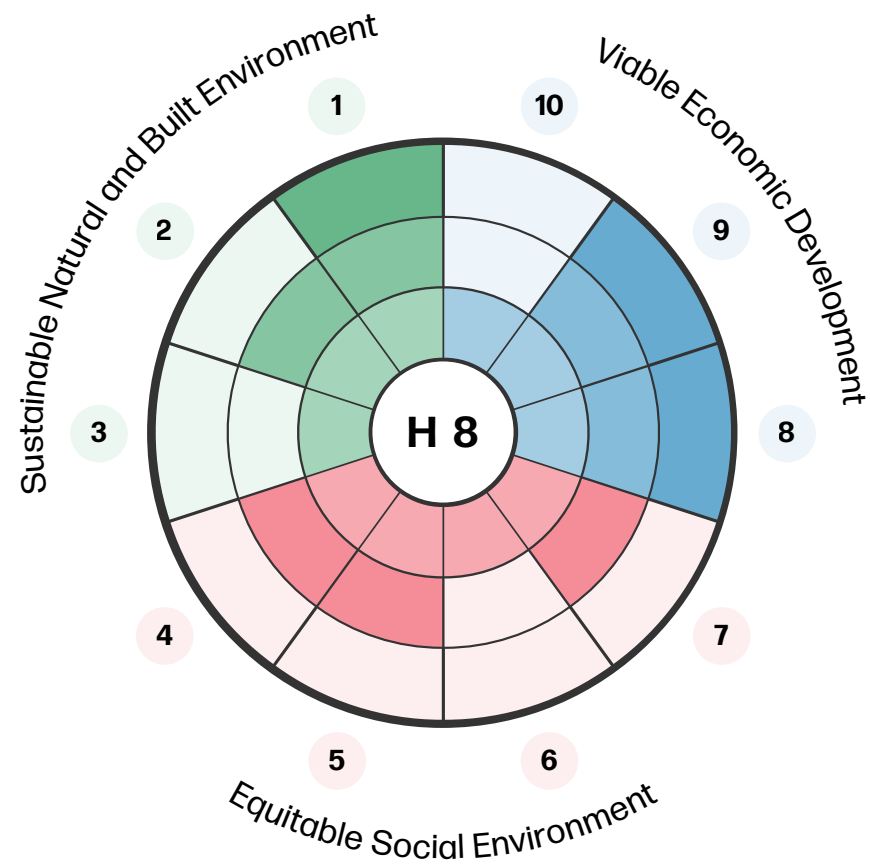 Sustainable Natural and Built Environment
Viable Economic Development
1
10
2
9
3
H 8
8
4
7
5
6
Equitable Social Environment